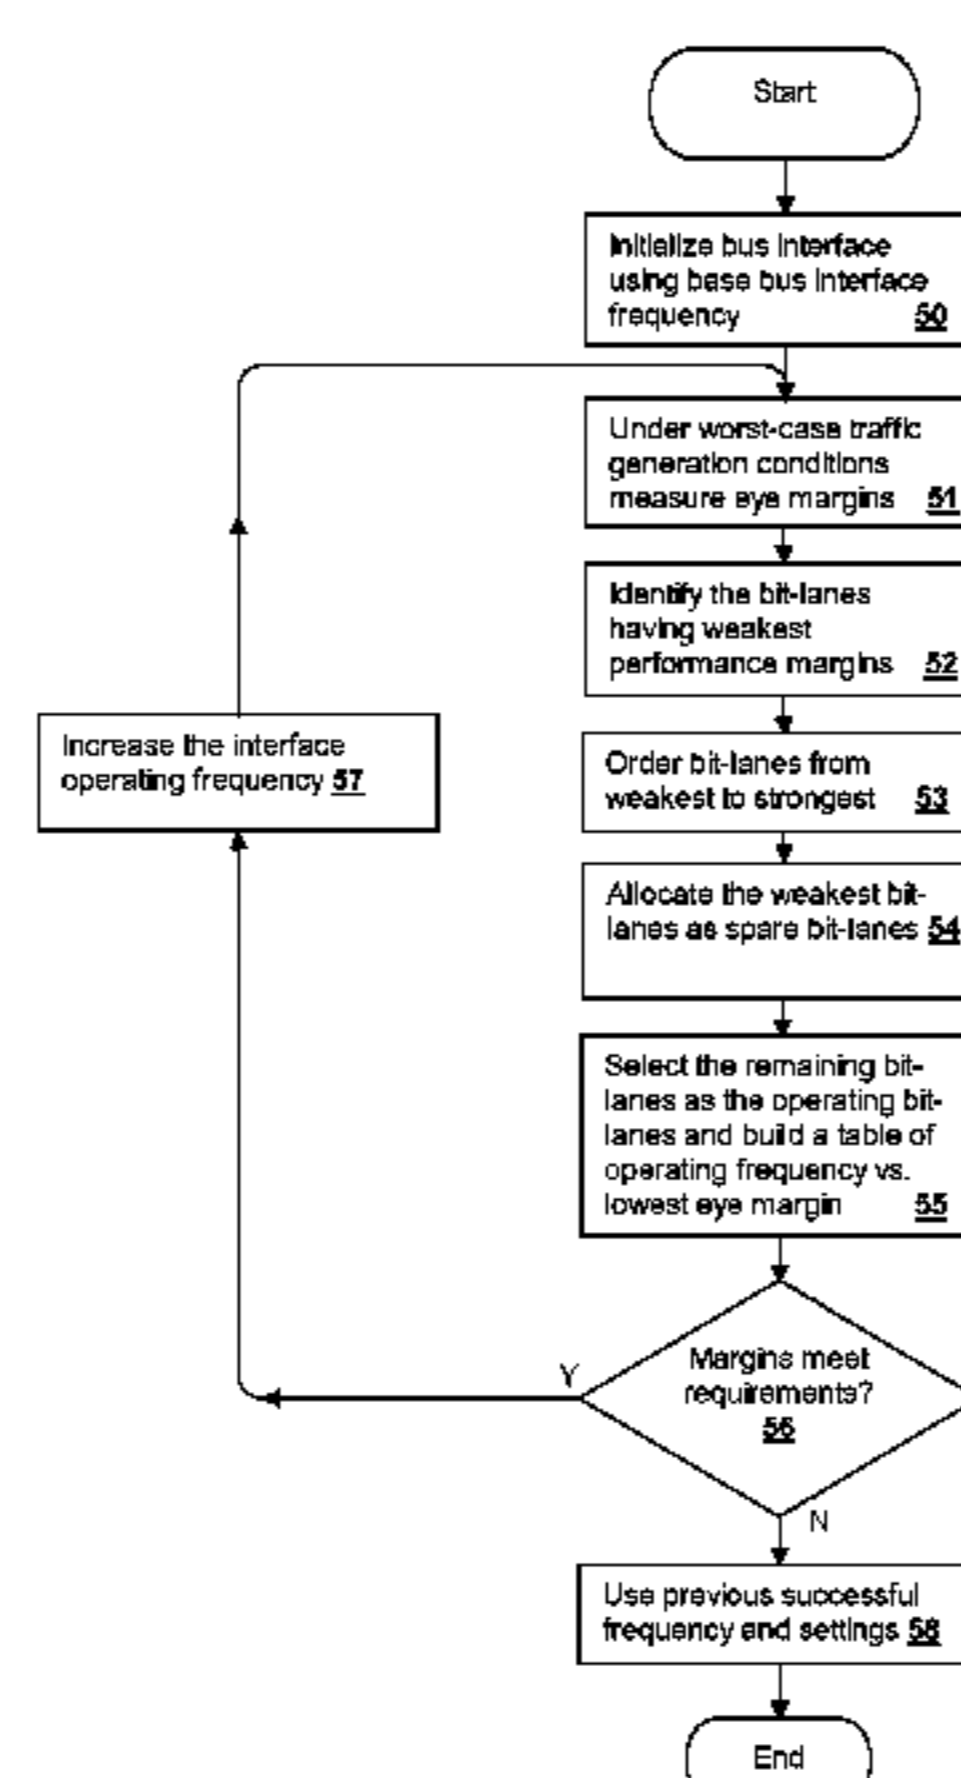 Start
Initialize bus interface
using base bus interface
frequency 50
Under worst-case traffic
generation conditions
measure eye margins 51
Identify the bit-lanes
having weakest
performance margins 52
Increase the interface
operating frequency 57
Order bit-lanes from
weakest to strongest 53
Allocate the weakest bit-
lanes as spare bit-lanes 54
Select the remaining bit-
lanes as the operating bit-
lanes and build a table of
operating frequency vs.
lowest eye margin 55
Y
Margins meet
requirements?
56
N
Use previous successful
frequency and settings 58
End